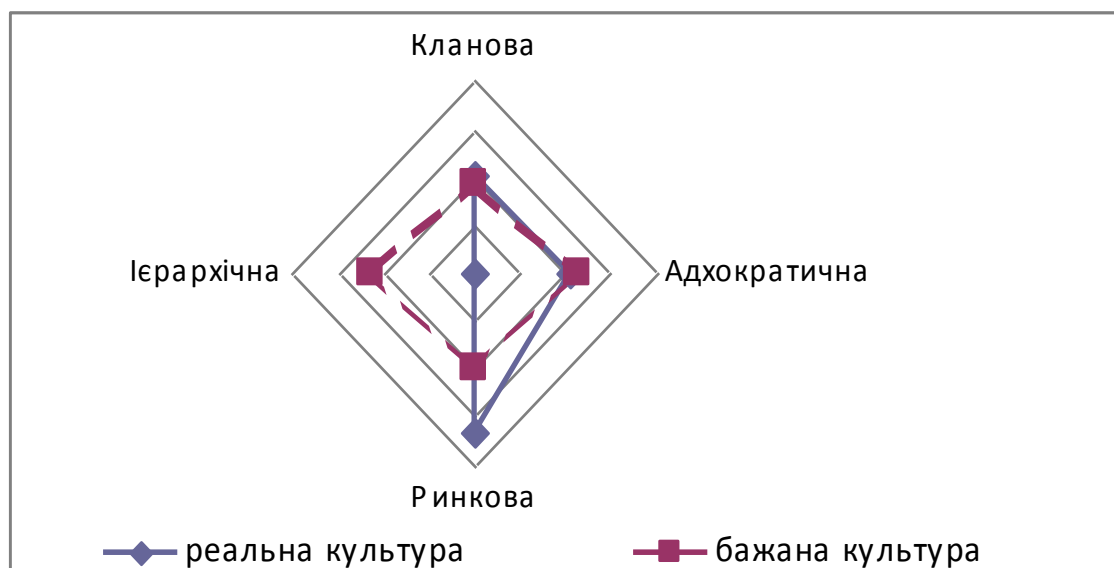 Кланова
Ієрархічна
Адхократична
Ринкова
реальна культура
бажана культура